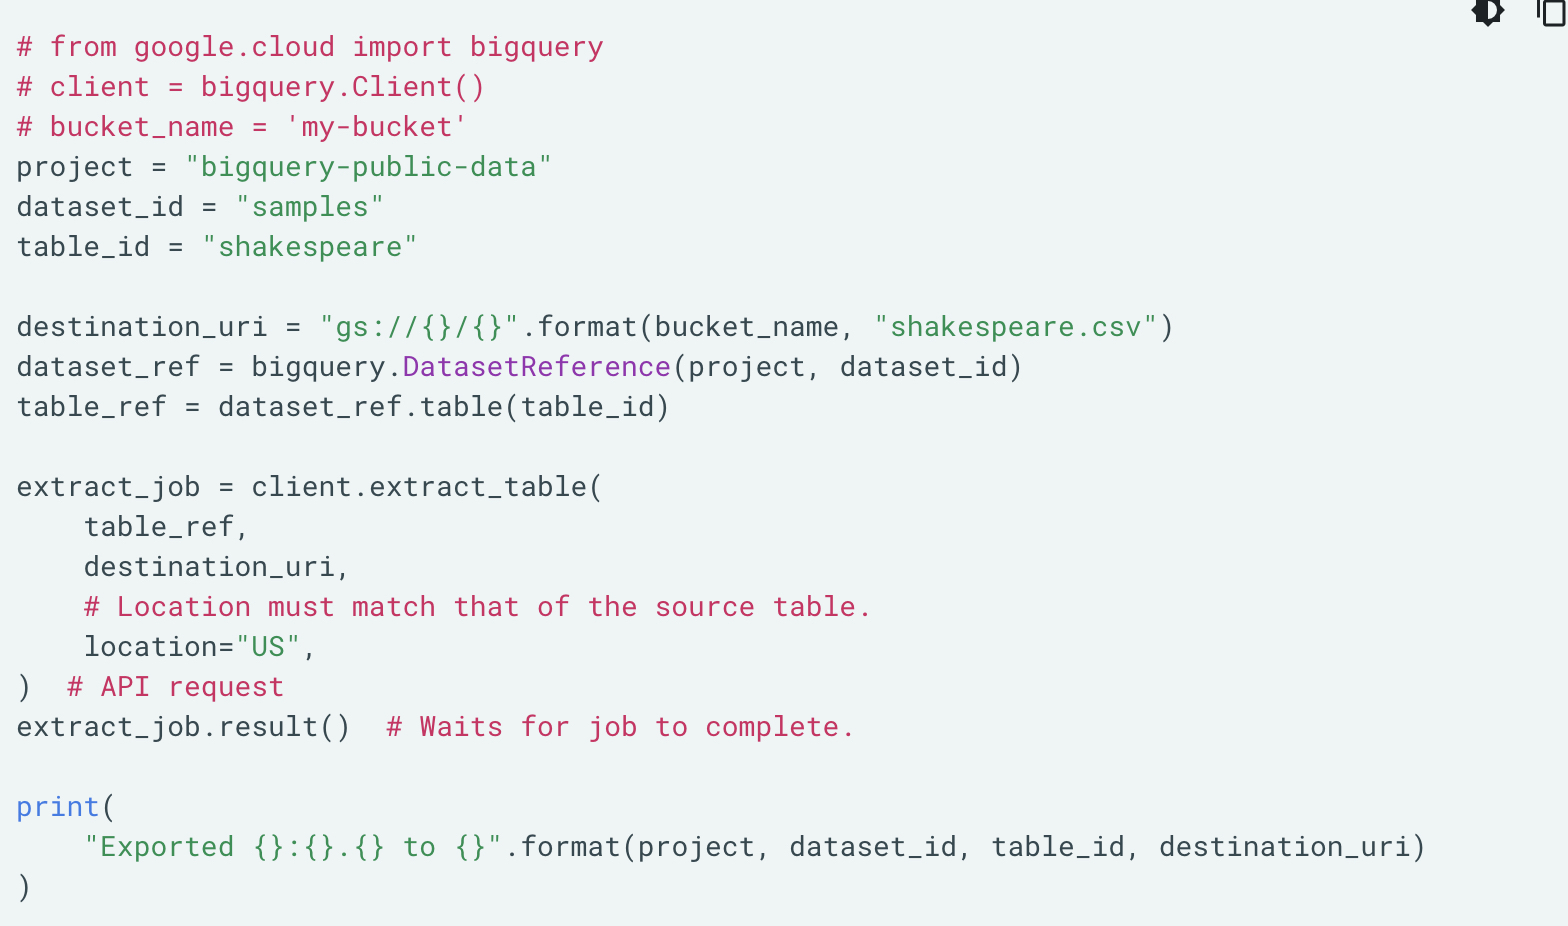 # from google.cloud import bigquery
# client = bigquery.Client()
# bucket_name = 'my-bucket'
project = "bigquery-public-data"
dataset_id = "samples"
table_id = "shakespeare"

destination_uri = "gs://{}/{}".format(bucket_name, "shakespeare.csv")
dataset_ref = bigquery.DatasetReference(project, dataset_id)
table_ref = dataset_ref.table(table_id)

extract_job = client.extract_table(
    table_ref,
    destination_uri,
    # Location must match that of the source table.
    location="US",
)  # API request
extract_job.result()  # Waits for job to complete.

print(
    "Exported {}:{}.{} to {}".format(project, dataset_id, table_id, destination_uri)
)